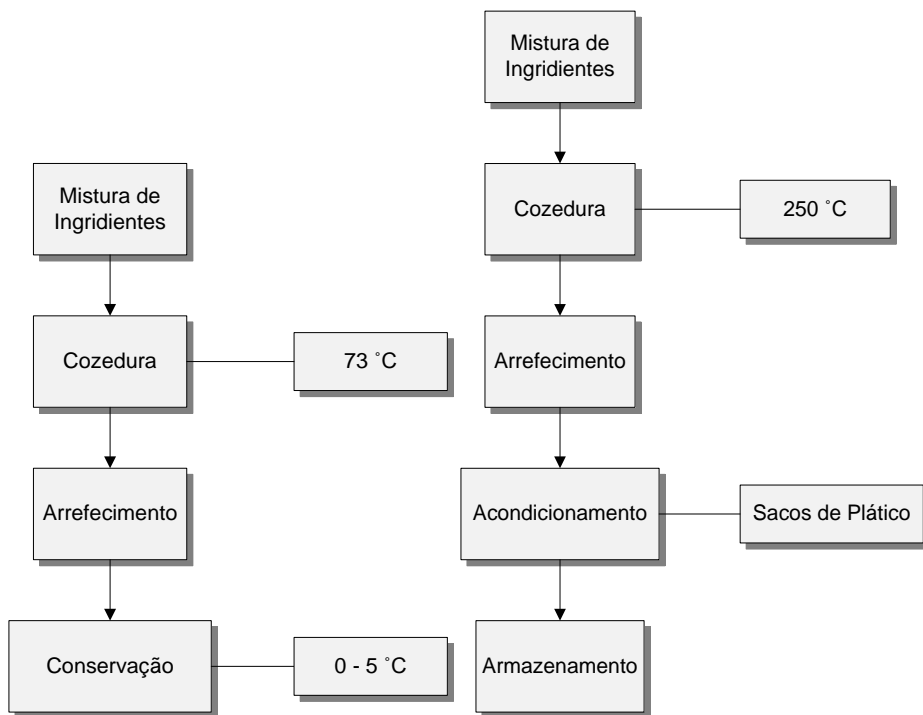 Mistura de
Ingridientes
Cozedura
73 ˚C
Arrefecimento
Conservação
0 - 5 ˚C
Mistura de
Ingridientes
Cozedura
250 ˚C
Arrefecimento
Acondicionamento
Sacos de Plático
Armazenamento